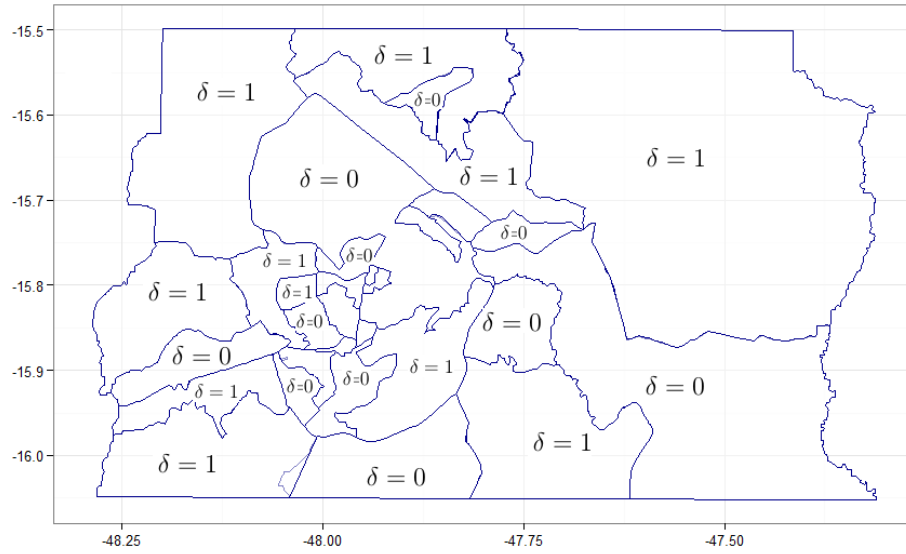 -15.5
δ = 1
δ = 1
δ=0
-15.6
δ = 1
δ = 0
δ = 1
-15.7
δ=0
δ = 1
δ=0
-15.8
δ = 1
δ=1
δ=0
δ = 0
δ = 0
-15.9
δ = 1
δ = 1
δ=0
δ=0
δ = 0
δ = 1
-16.0
δ = 1
δ = 0
-48.25
-48.00
-47.75
-47.50